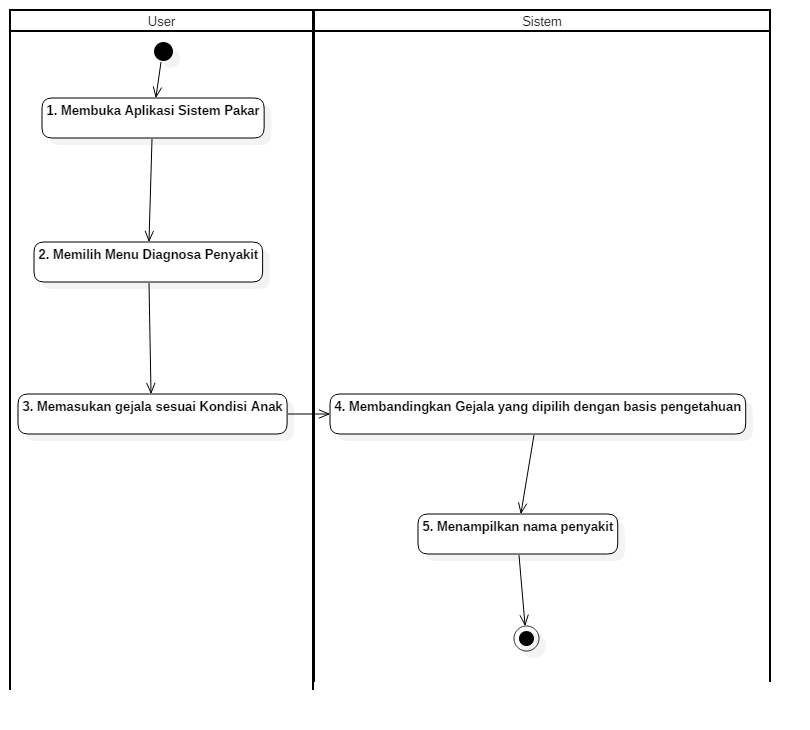 User
Sistem
1. Membuka Aplikasi Sistem Pakar
2. Memilih Menu Diagnosa Penyakit
3. Memasukan gejala sesuai Kondisi Anak
4. Membandingkan Gejala yang dipilih dengan basis pengetahuan
5. Menampilkan nama penyakit